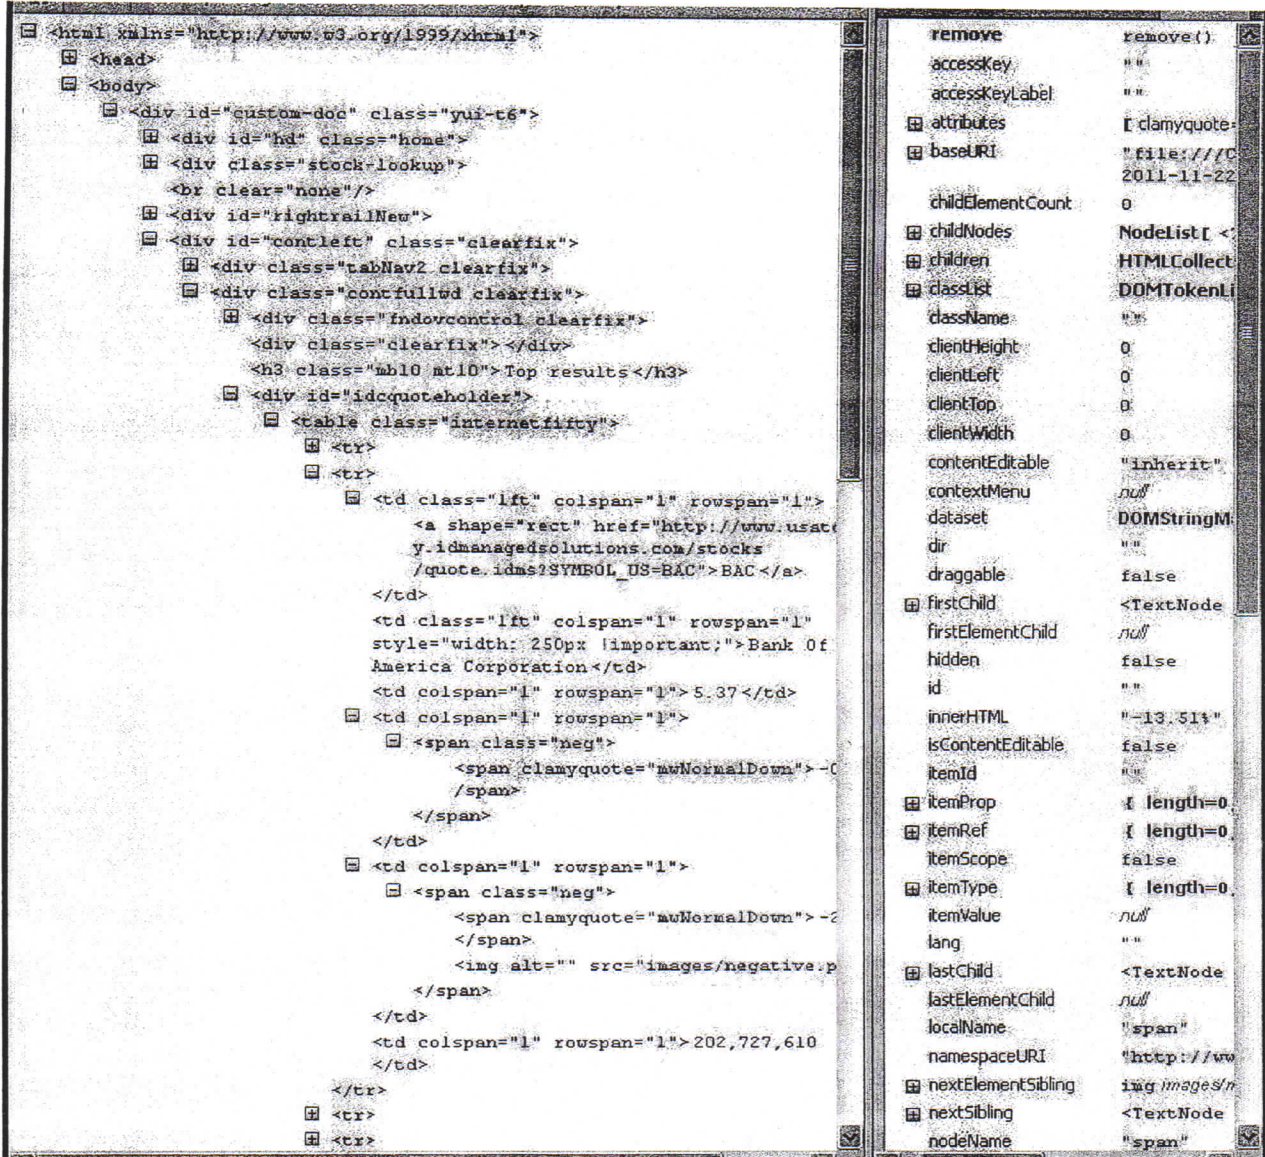 <html xmlns="http://www.w3.org/1999/xhtml">
<head>
<body>
<div id="custom-doc" class="yui-t6">
<div id="hd" class="home">
<div class="stock-lookup">
<br clear="none"/>
<div id="rightrailNew">
<div id="contleft" class="clearfix">
<div class="tabNav2 clearfix">
<div class="contfullwd clearfix">
<div class="fndovcontrol clearfix">
<div class="clearfix"></div>
<h3 class="mb10 mt10">Top results</h3>
<div id="idcquoteholder">
<table class="internetfifty">
<tr>
<tr>
<td class="lft" colspan="1" rowspan="1">
<a shape="rect" href="http://www.usat
y.idmanagedsolutions.com/stocks
/quote.idms?SYMBOL_US=BAC">BAC</a>
</td>
<td class="lft" colspan="1" rowspan="1"
style="width: 250px !important;">Bank Of
America Corporation</td>
<td colspan="1" rowspan="1">5.37</td>
<td colspan="1" rowspan="1">
<span class="neg">
<span clamyquote="mwNormalDown">-0
/span>
</span>
</td>
<td colspan="1" rowspan="1">
<span class="neg">
<span clamyquote="mwNormalDown">-2
</span>
<img alt="" src="images/negative.p
</span>
</td>
<td colspan="1" rowspan="1">202,727,610
</td>
</tr>
<tr>
<tr>
remove remove()
accessKey ""
accessKeyLabel ""
attributes [ clamyquote=
baseURI "file:///C
2011-11-22
childElementCount 0
childNodes NodeList[ <
children HTMLCollect
classList DOMTokenLi
className ""
clientHeight 0
clientLeft 0
clientTop 0
clientWidth 0
contentEditable "inherit"
contextMenu null
dataset DOMStringM
dir ""
draggable false
firstChild <TextNode
firstElementChild null
hidden false
id ""
innerHTML "-13.51%"
isContentEditable false
itemId ""
itemProp { length=0
itemRef { length=0
itemScope false
itemType { length=0
itemValue null
lang ""
lastChild <TextNode
lastElementChild null
localName "span"
namespaceURI "http://ww
nextElementSibling img images/n
nextSibling <TextNode
nodeName "span"